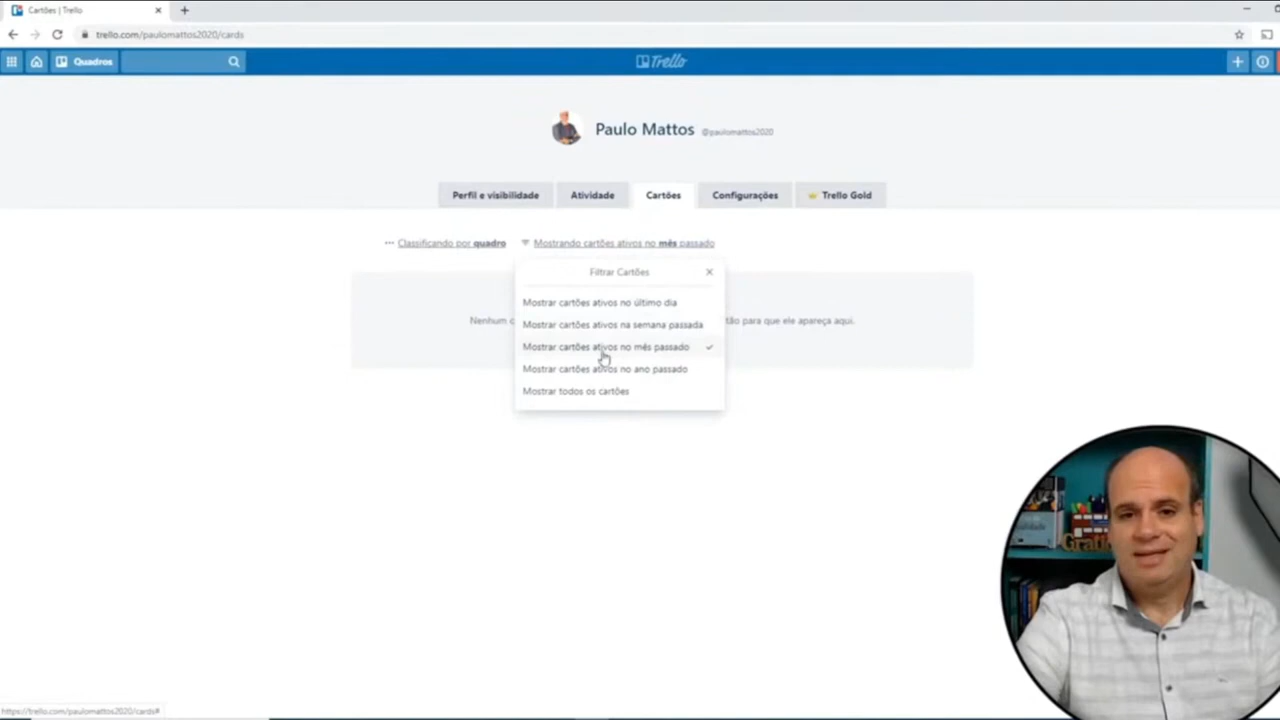 Cartões | Trello
trello.com/paulomattos2020/cards
Quadros
Trello
Paulo Mattos
@paulomattos2020
Perfil e visibilidade
Atividade
Cartões
Configurações
Trello Gold
Classificando por quadro
Mostrando cartões ativos no mês passado
Filtrar Cartões
Mostrar cartões ativos no último dia
Nenhum
tão para que ele apareça aqui.
Mostrar cartões ativos na semana passada
Mostrar cartões ativos no mês passado
Mostrar cartões ativos no ano passado
Mostrar todos os cartões
https://trello.com/paulomattos2020/cards#